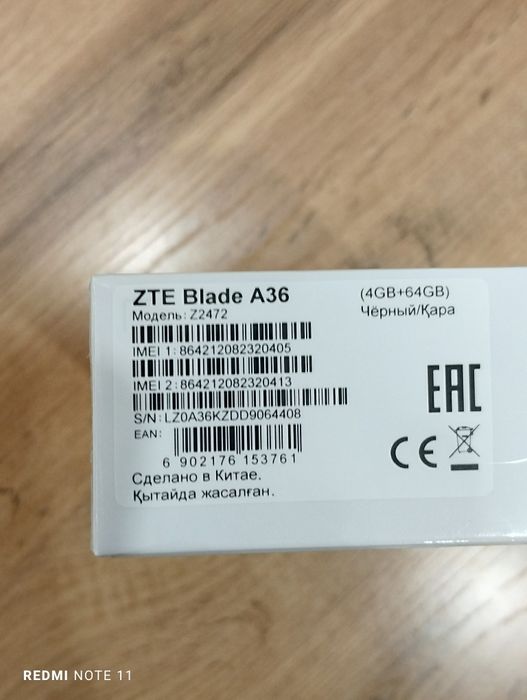 ZTE Blade A36
(4GB+64GB)
Модель: Z2472
Чёрный/Қара
IMEI 1: 864212082320405
IMEI 2: 864212082320413
S/N: LZ0A36KZDD9064408
EAN:
6 902176 153761
EAC
CE
Сделано в Китае.
Қытайда жасалған.
REDMI NOTE 11